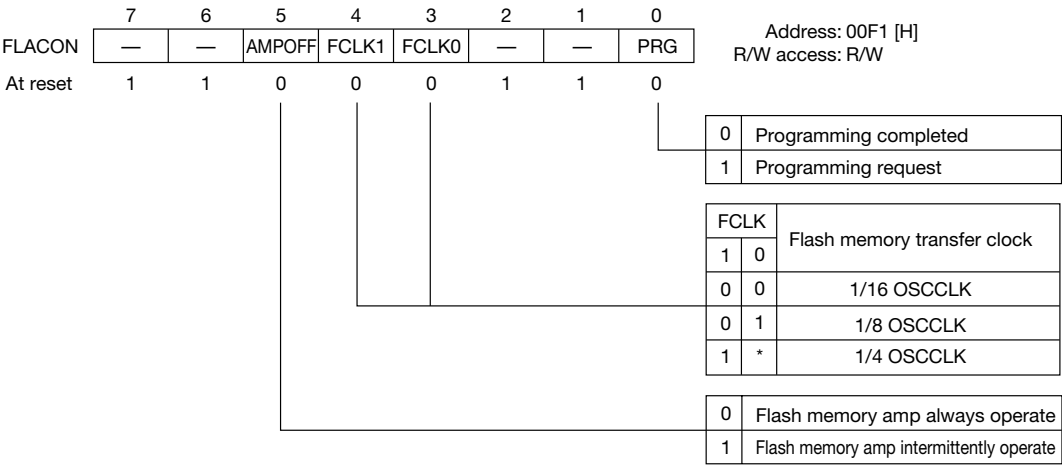 7 6 5 4 3 2 1 0
FLACON — — AMPOFF FCLK1 FCLK0 — — PRG
Address: 00F1 [H]
R/W access: R/W
At reset 1 1 0 0 0 1 1 0
0 Programming completed
1 Programming request
FCLK Flash memory transfer clock
1 0
0 0 1/16 OSCCLK
0 1 1/8 OSCCLK
1 * 1/4 OSCCLK
0 Flash memory amp always operate
1 Flash memory amp intermittently operate